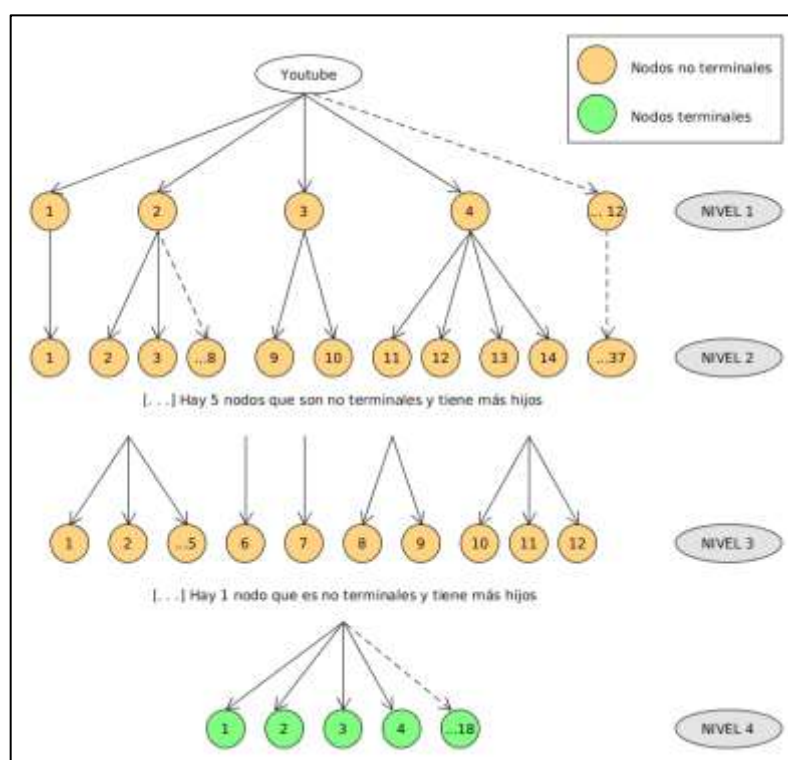 Youtube
Nodos no terminales
Nodos terminales
1 2 3 4 ... 12 NIVEL 1
1 2 3 ...8 9 10 11 12 13 14 ...37 NIVEL 2
[. . .] Hay 5 nodos que son no terminales y tiene más hijos
1 2 ...5 6 7 8 9 10 11 12 NIVEL 3
[. . .] Hay 1 nodo que es no terminales y tiene más hijos
1 2 3 4 ...18 NIVEL 4